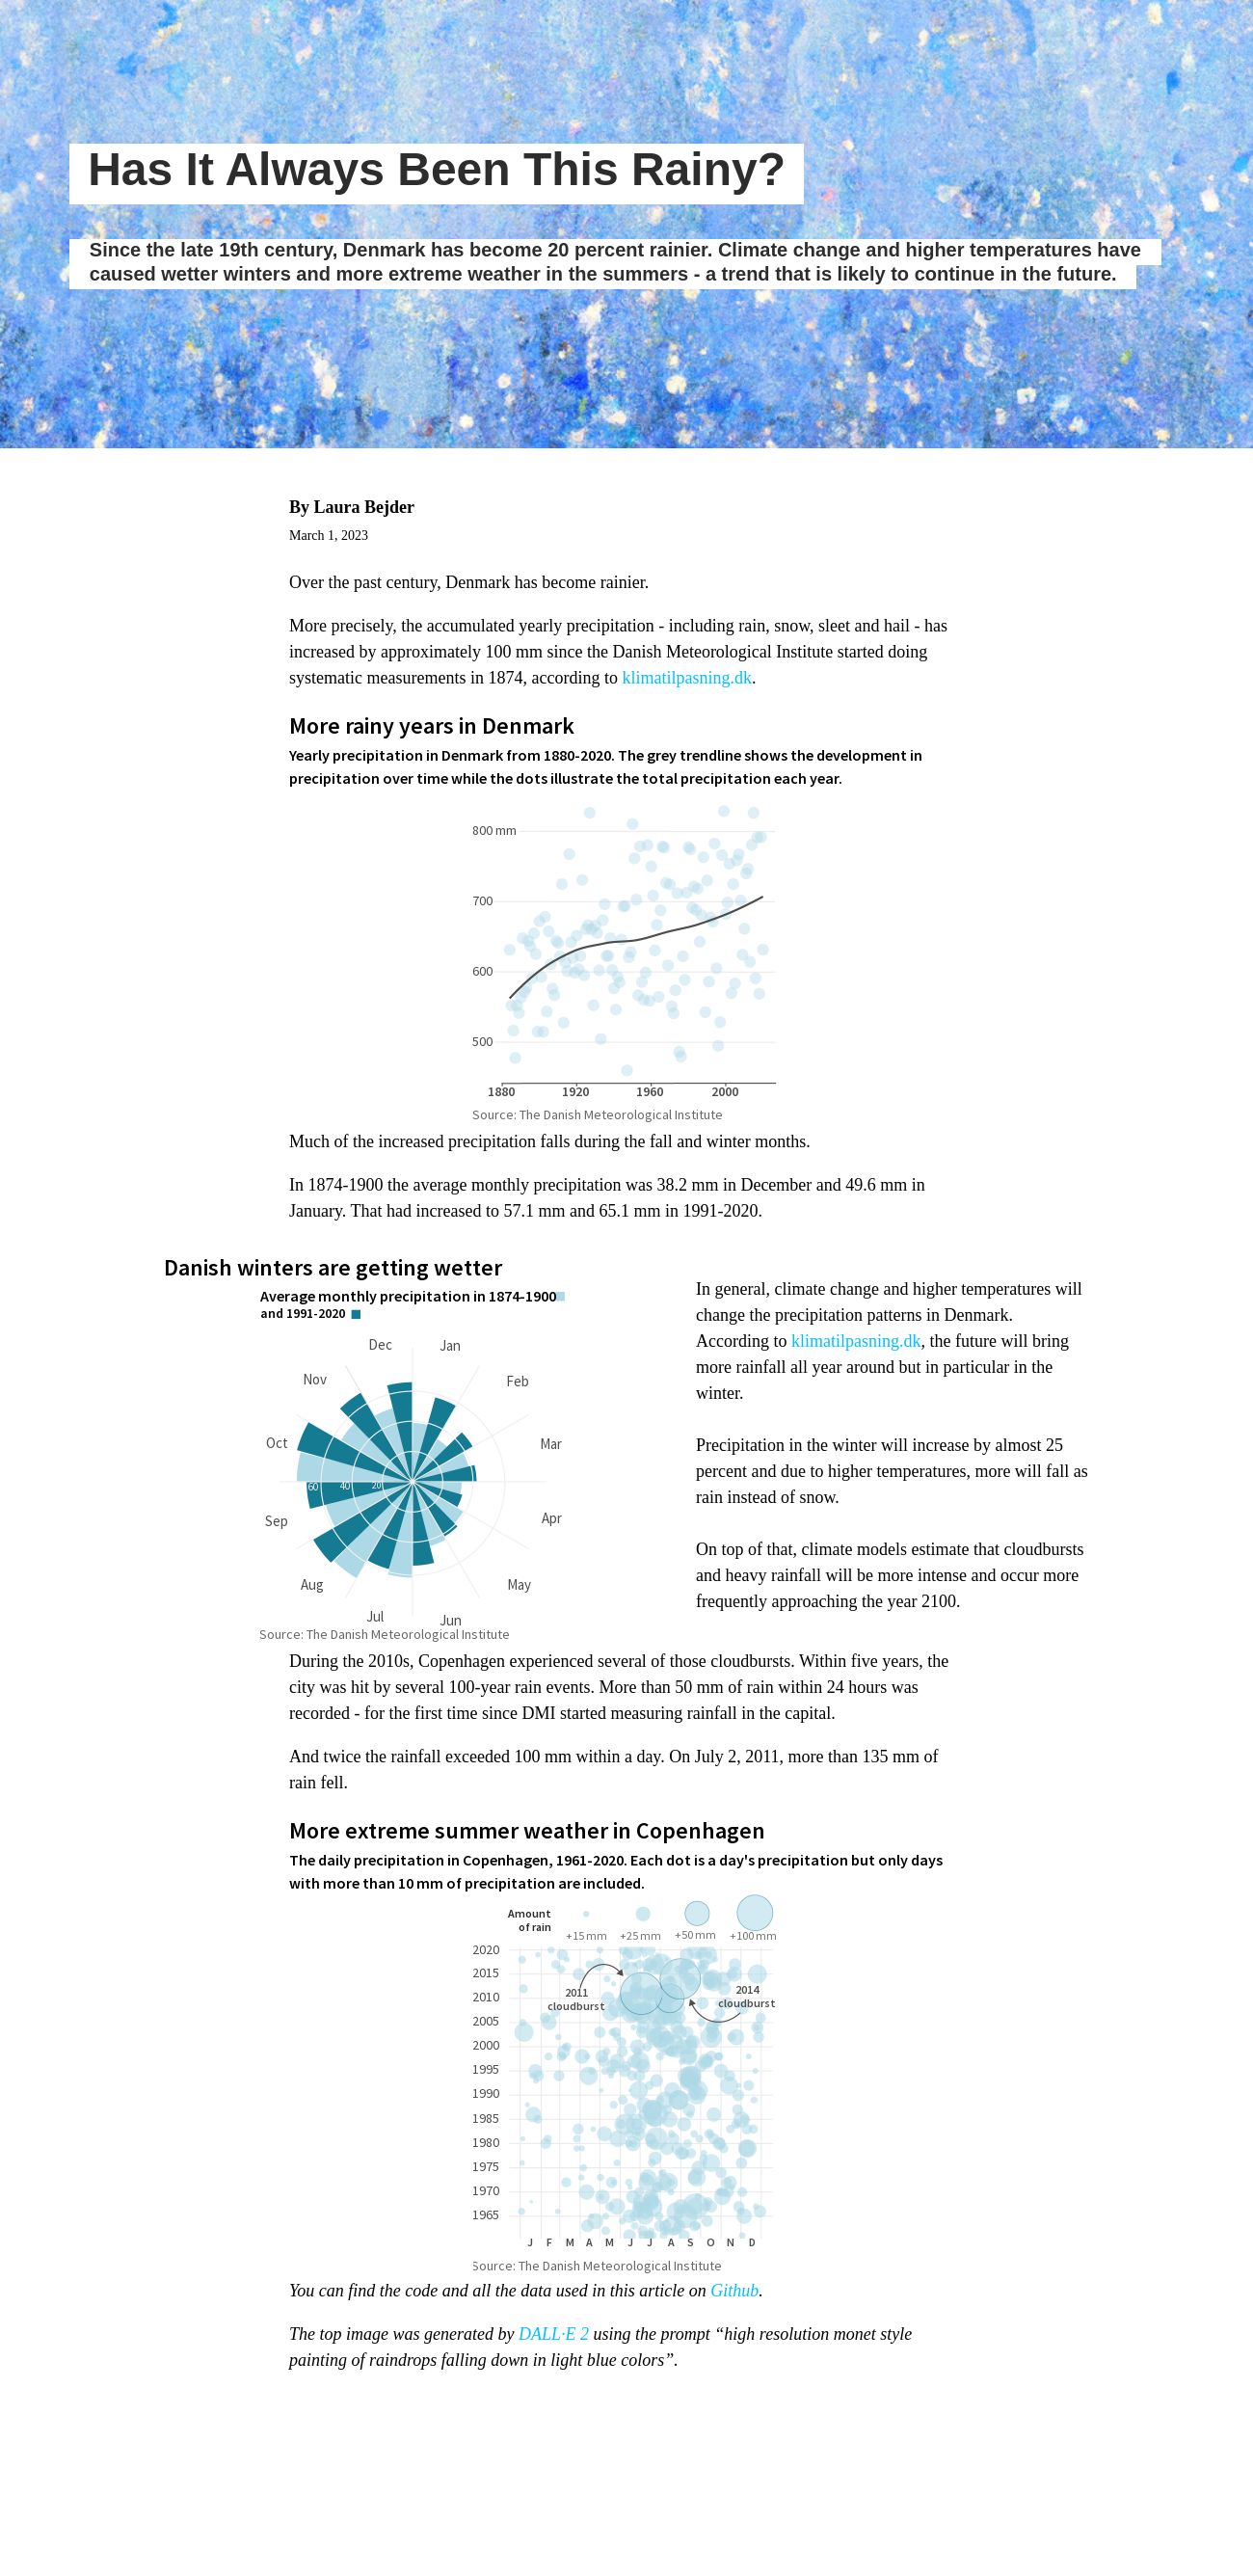 Has It Always Been This Rainy?
Since the late 19th century, Denmark has become 20 percent rainier. Climate change and higher temperatures have
caused wetter winters and more extreme weather in the summers - a trend that is likely to continue in the future.
By Laura Bejder
March 1, 2023
Over the past century, Denmark has become rainier.
More precisely, the accumulated yearly precipitation - including rain, snow, sleet and hail - has
increased by approximately 100 mm since the Danish Meteorological Institute started doing
systematic measurements in 1874, according to klimatilpasning.dk.
More rainy years in Denmark
Yearly precipitation in Denmark from 1880-2020. The grey trendline shows the development in
precipitation over time while the dots illustrate the total precipitation each year.
800 mm
700
600
500
1880 1920 1960 2000
Source: The Danish Meteorological Institute
Much of the increased precipitation falls during the fall and winter months.
In 1874-1900 the average monthly precipitation was 38.2 mm in December and 49.6 mm in
January. That had increased to 57.1 mm and 65.1 mm in 1991-2020.
Danish winters are getting wetter
Average monthly precipitation in 1874-1900
and 1991-2020
Dec Jan
Nov Feb
Oct Mar
60 40 20
Sep Apr
Aug May
Jul Jun
Source: The Danish Meteorological Institute
In general, climate change and higher temperatures will
change the precipitation patterns in Denmark.
According to klimatilpasning.dk, the future will bring
more rainfall all year around but in particular in the
winter.
Precipitation in the winter will increase by almost 25
percent and due to higher temperatures, more will fall as
rain instead of snow.
On top of that, climate models estimate that cloudbursts
and heavy rainfall will be more intense and occur more
frequently approaching the year 2100.
During the 2010s, Copenhagen experienced several of those cloudbursts. Within five years, the
city was hit by several 100-year rain events. More than 50 mm of rain within 24 hours was
recorded - for the first time since DMI started measuring rainfall in the capital.
And twice the rainfall exceeded 100 mm within a day. On July 2, 2011, more than 135 mm of
rain fell.
More extreme summer weather in Copenhagen
The daily precipitation in Copenhagen, 1961-2020. Each dot is a day's precipitation but only days
with more than 10 mm of precipitation are included.
Amount
of rain
+15 mm +25 mm +50 mm +100 mm
2020
2015
2011
cloudburst
2014
cloudburst
2010
2005
2000
1995
1990
1985
1980
1975
1970
1965
J F M A M J J A S O N D
Source: The Danish Meteorological Institute
You can find the code and all the data used in this article on Github.
The top image was generated by DALL·E 2 using the prompt “high resolution monet style
painting of raindrops falling down in light blue colors”.